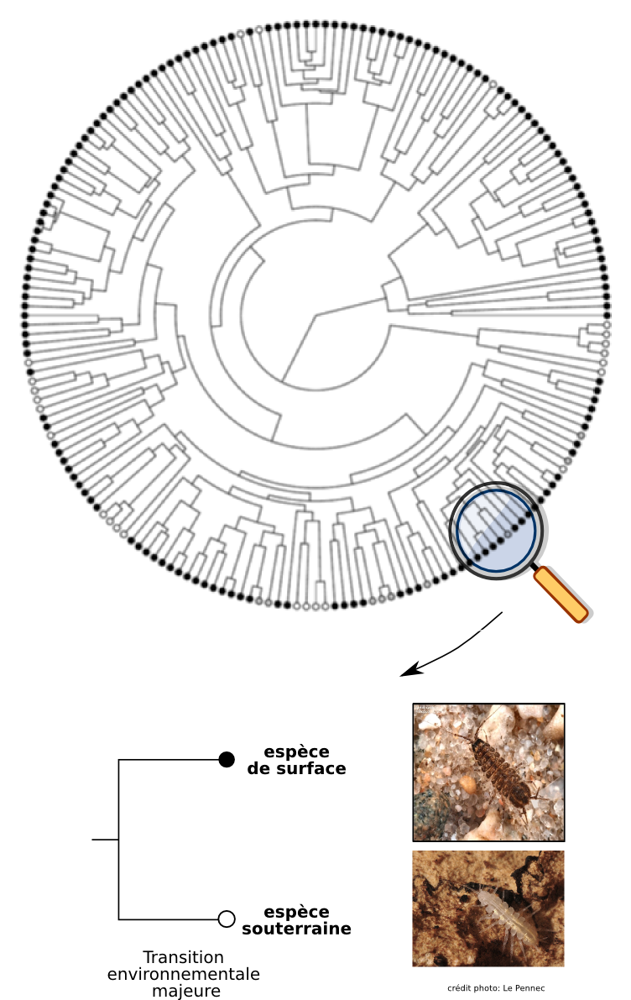 espèce
de surface
espèce
souterraine
Transition
environnementale
majeure
crédit photo: Le Pennec